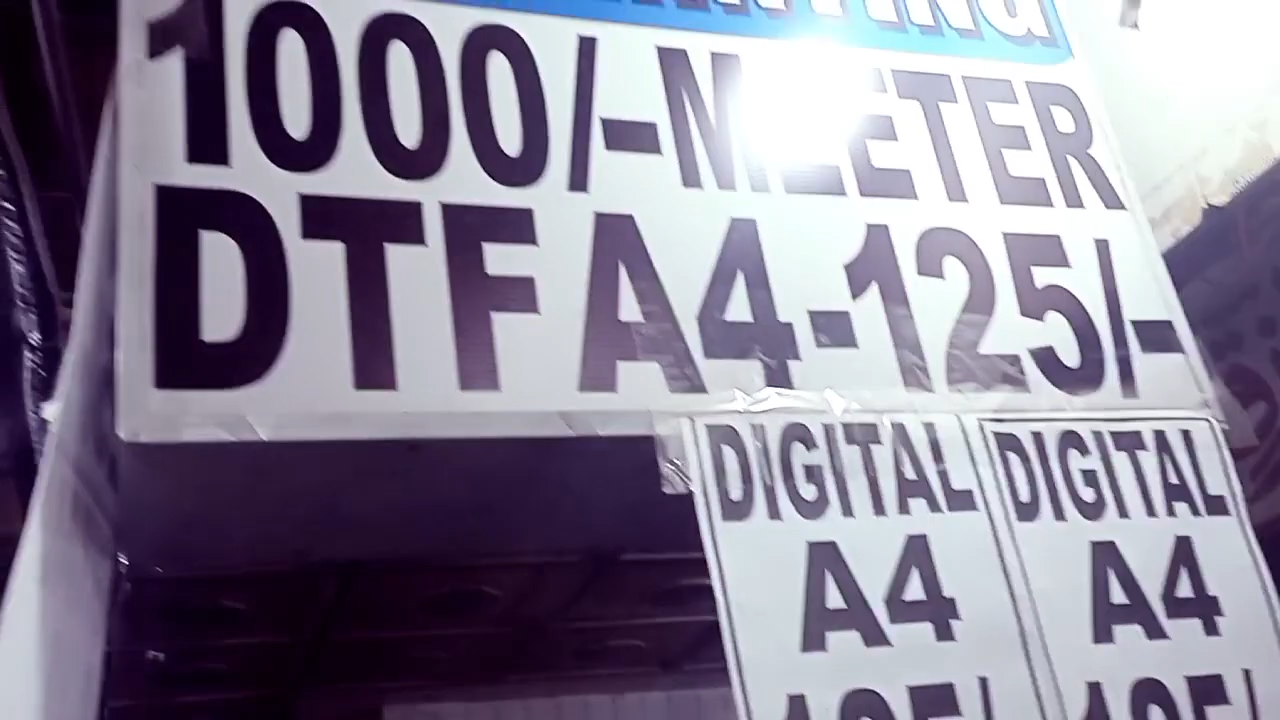 1000/-METER
DTF A4-125/-
DIGITAL
A4
DIGITAL
A4